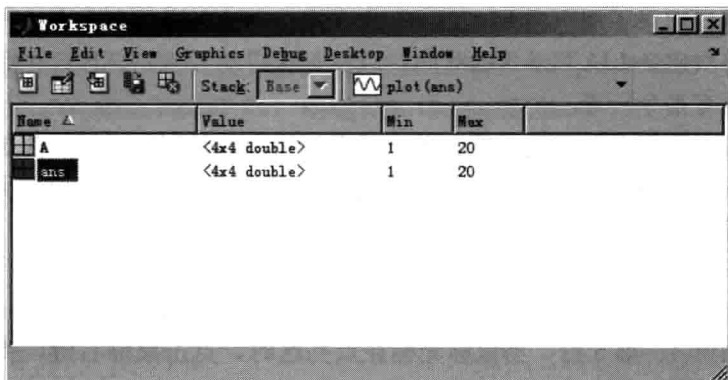 Workspace
File Edit View Graphics Debug Desktop Window Help
Stack: Base plot(ans)
Name Value Min Max
A <4x4 double> 1 20
ans <4x4 double> 1 20